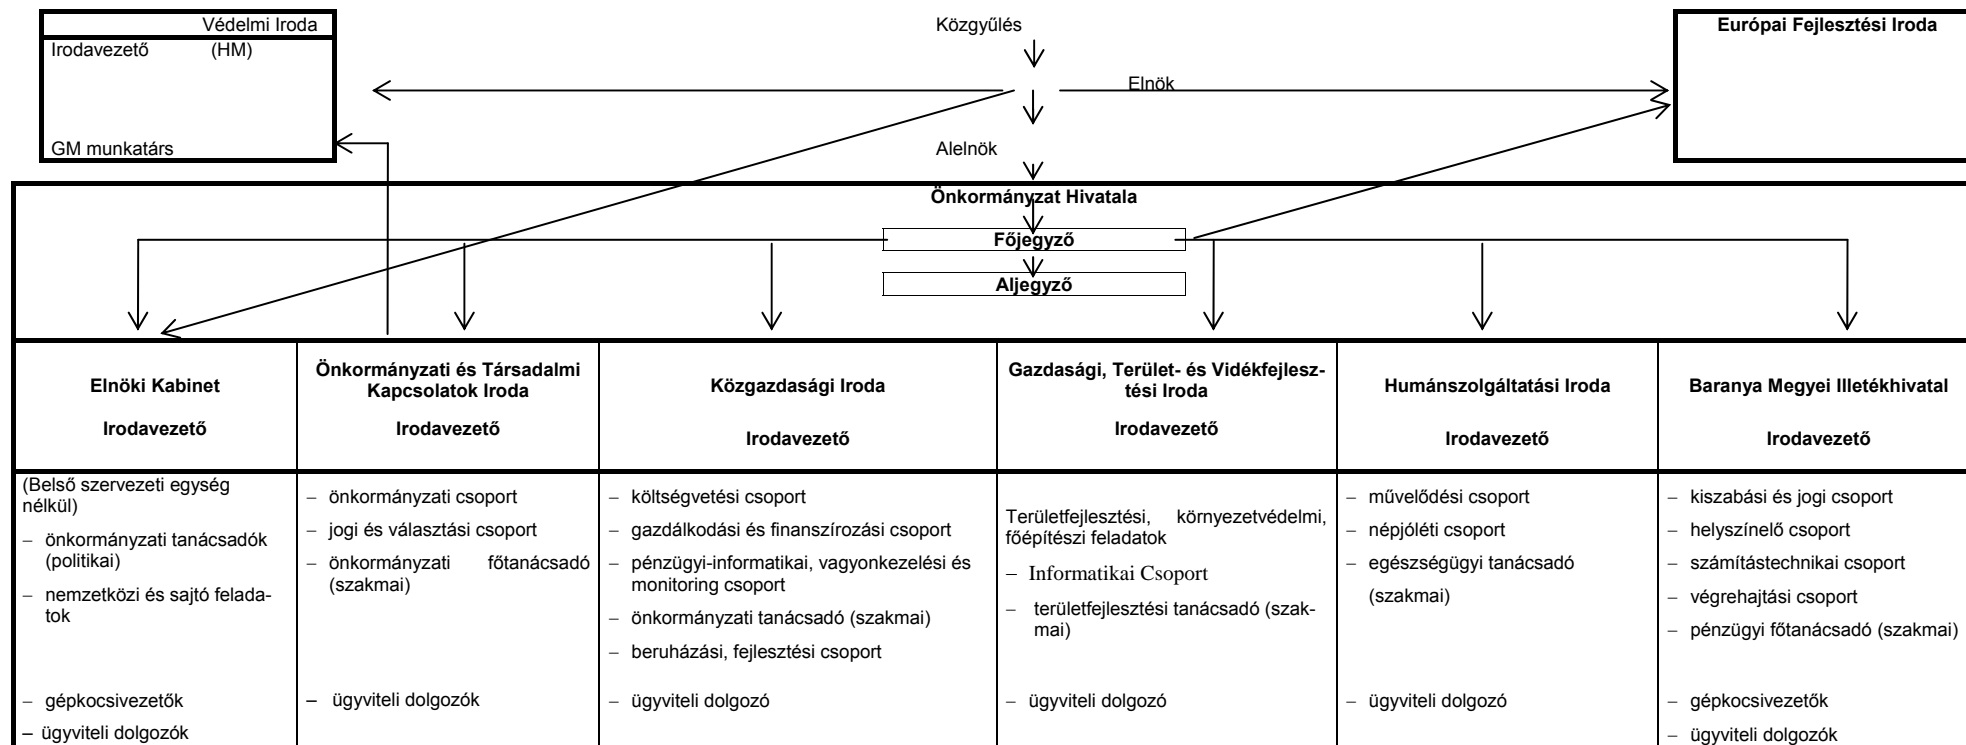 Védelmi Iroda
Irodavezető (HM)
GM munkatárs
Közgyűlés
Elnök
Alelnök
Európai Fejlesztési Iroda
Önkormányzat Hivatala
Főjegyző
Aljegyző
Elnöki Kabinet
Irodavezető
Önkormányzati és Társadalmi
Kapcsolatok Iroda
Irodavezető
Közgazdasági Iroda
Irodavezető
Gazdasági, Terület- és Vidékfejlesz-
tési Iroda
Irodavezető
Humánszolgáltatási Iroda
Irodavezető
Baranya Megyei Illetékhivatal
Irodavezető
(Belső szervezeti egység
nélkül)
– önkormányzati tanácsadók
(politikai)
– nemzetközi és sajtó felada-
tok
– gépkocsivezetők
– ügyviteli dolgozók
– önkormányzati csoport
– jogi és választási csoport
– önkormányzati főtanácsadó
(szakmai)
– ügyviteli dolgozók
– költségvetési csoport
– gazdálkodási és finanszírozási csoport
– pénzügyi-informatikai, vagyonkezelési és
monitoring csoport
– önkormányzati tanácsadó (szakmai)
– beruházási, fejlesztési csoport
– ügyviteli dolgozó
Területfejlesztési, környezetvédelmi,
főépítészi feladatok
– Informatikai Csoport
– területfejlesztési tanácsadó (szak-
mai)
– ügyviteli dolgozó
– művelődési csoport
– népjóléti csoport
– egészségügyi tanácsadó
(szakmai)
– ügyviteli dolgozó
– kiszabási és jogi csoport
– helyszínelő csoport
– számítástechnikai csoport
– végrehajtási csoport
– pénzügyi főtanácsadó (szakmai)
– gépkocsivezetők
– ügyviteli dolgozók